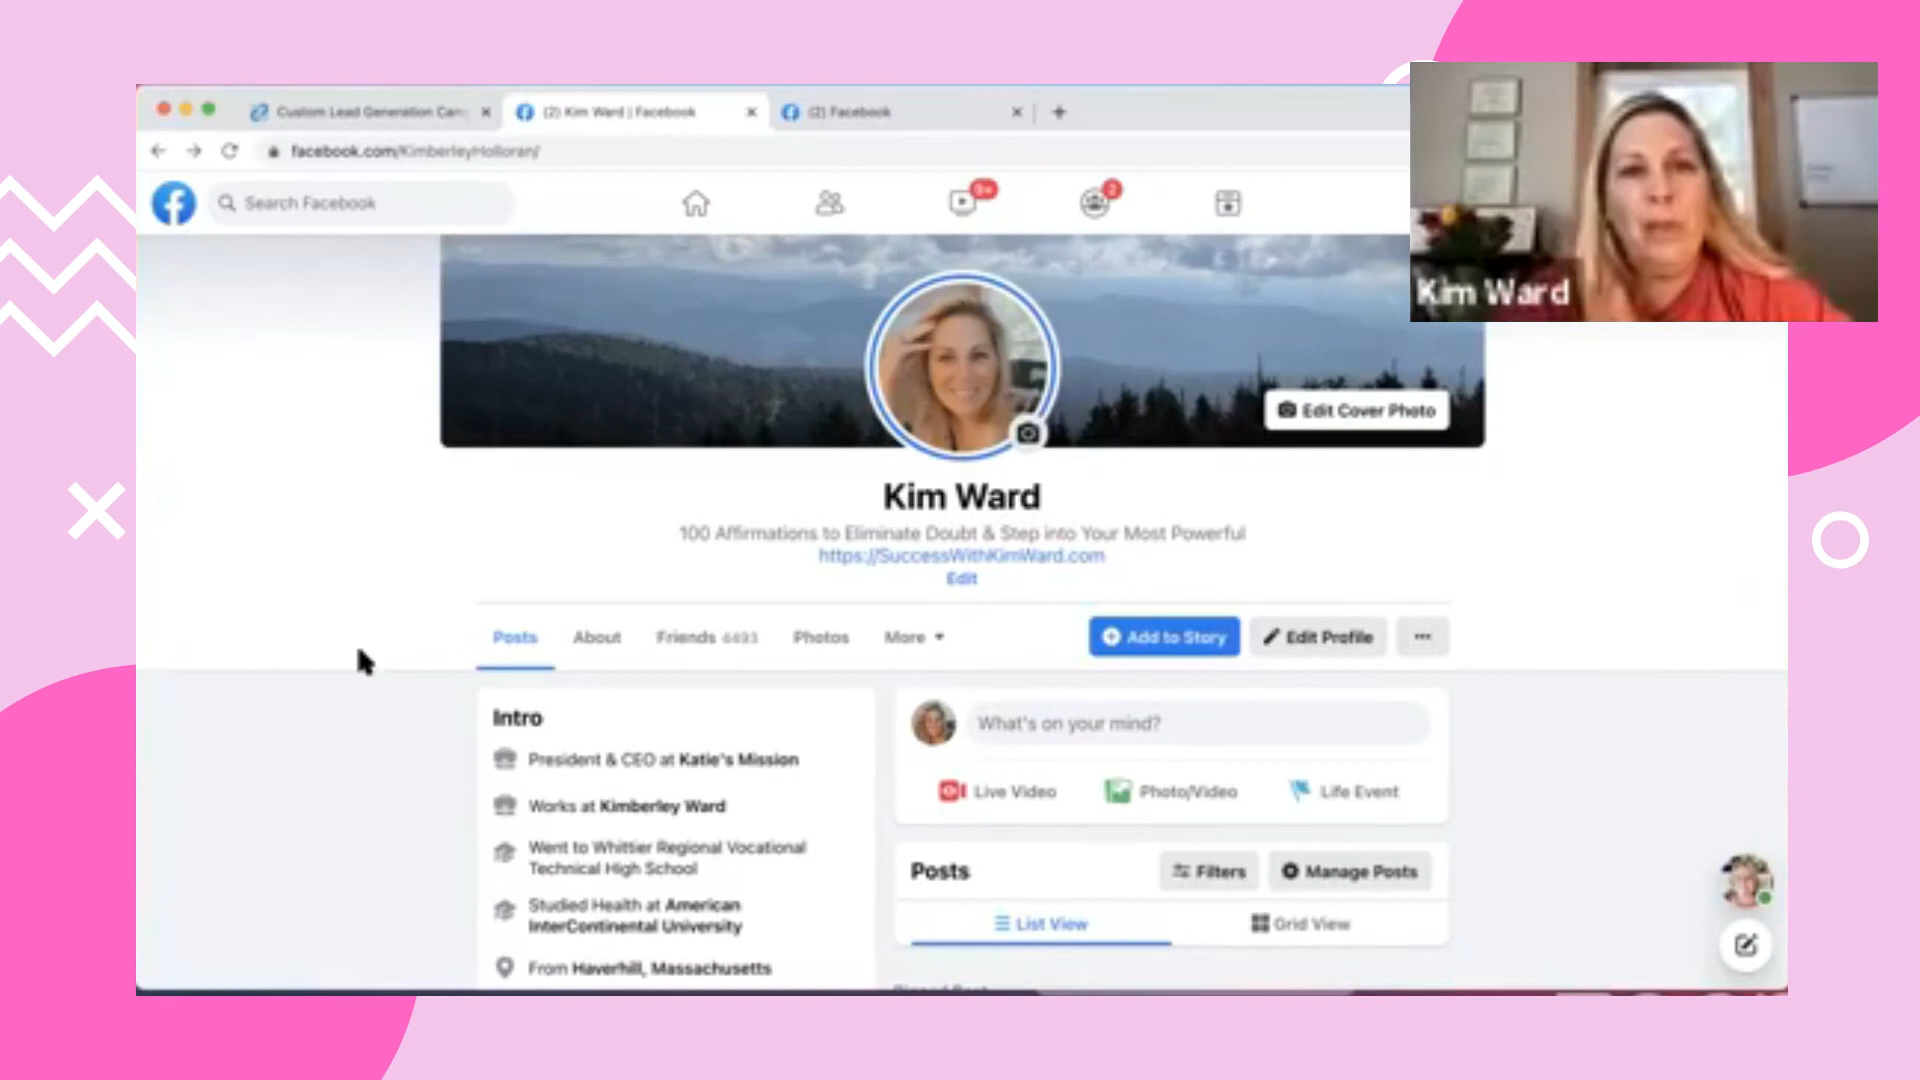 Custom Lead Generation Cam
(2) Kim Ward | Facebook
(2) Facebook
facebook.com/KimberleyHolloran/
Search Facebook
9+
2
Kim Ward
Edit Cover Photo
Kim Ward
100 Affirmations to Eliminate Doubt & Step into Your Most Powerful
https://SuccessWithKimWard.com
Edit
Posts
About
Friends 4493
Photos
More
Add to Story
Edit Profile
Intro
President & CEO at Katie's Mission
Works at Kimberley Ward
Went to Whittier Regional Vocational
Technical High School
Studied Health at American
InterContinental University
From Haverhill, Massachusetts
What's on your mind?
Live Video
Photo/Video
Life Event
Posts
Filters
Manage Posts
List View
Grid View